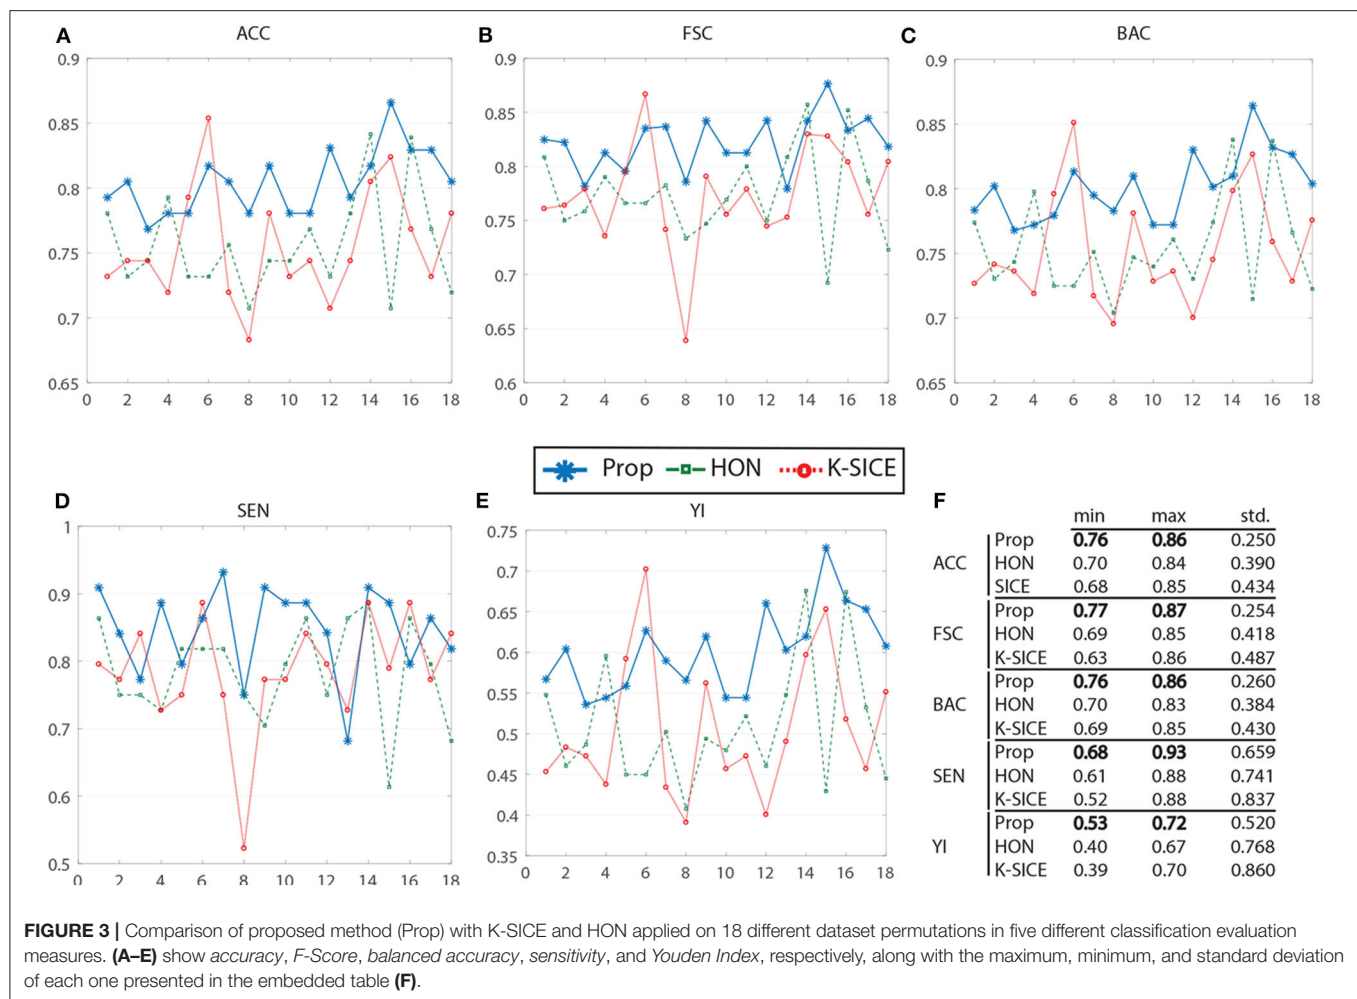 A
ACC
0.9
0.85
0.8
0.75
0.7
0.65
0 2 4 6 8 10 12 14 16 18
B
FSC
0.9
0.85
0.8
0.75
0.7
0.65
0.6
0 2 4 6 8 10 12 14 16 18
C
BAC
0.9
0.85
0.8
0.75
0.7
0.65
0 2 4 6 8 10 12 14 16 18
Prop HON K-SICE
D
SEN
1
0.9
0.8
0.7
0.6
0.5
0 2 4 6 8 10 12 14 16 18
E
YI
0.75
0.7
0.65
0.6
0.55
0.5
0.45
0.4
0.35
0 2 4 6 8 10 12 14 16 18
F
min max std.
ACC
Prop 0.76 0.86 0.250
HON 0.70 0.84 0.390
SICE 0.68 0.85 0.434
FSC
Prop 0.77 0.87 0.254
HON 0.69 0.85 0.418
K-SICE 0.63 0.86 0.487
BAC
Prop 0.76 0.86 0.260
HON 0.70 0.83 0.384
K-SICE 0.69 0.85 0.430
SEN
Prop 0.68 0.93 0.659
HON 0.61 0.88 0.741
K-SICE 0.52 0.88 0.837
YI
Prop 0.53 0.72 0.520
HON 0.40 0.67 0.768
K-SICE 0.39 0.70 0.860
FIGURE 3 | Comparison of proposed method (Prop) with K-SICE and HON applied on 18 different dataset permutations in five different classification evaluation
measures. (A–E) show accuracy, F-Score, balanced accuracy, sensitivity, and Youden Index, respectively, along with the maximum, minimum, and standard deviation
of each one presented in the embedded table (F).